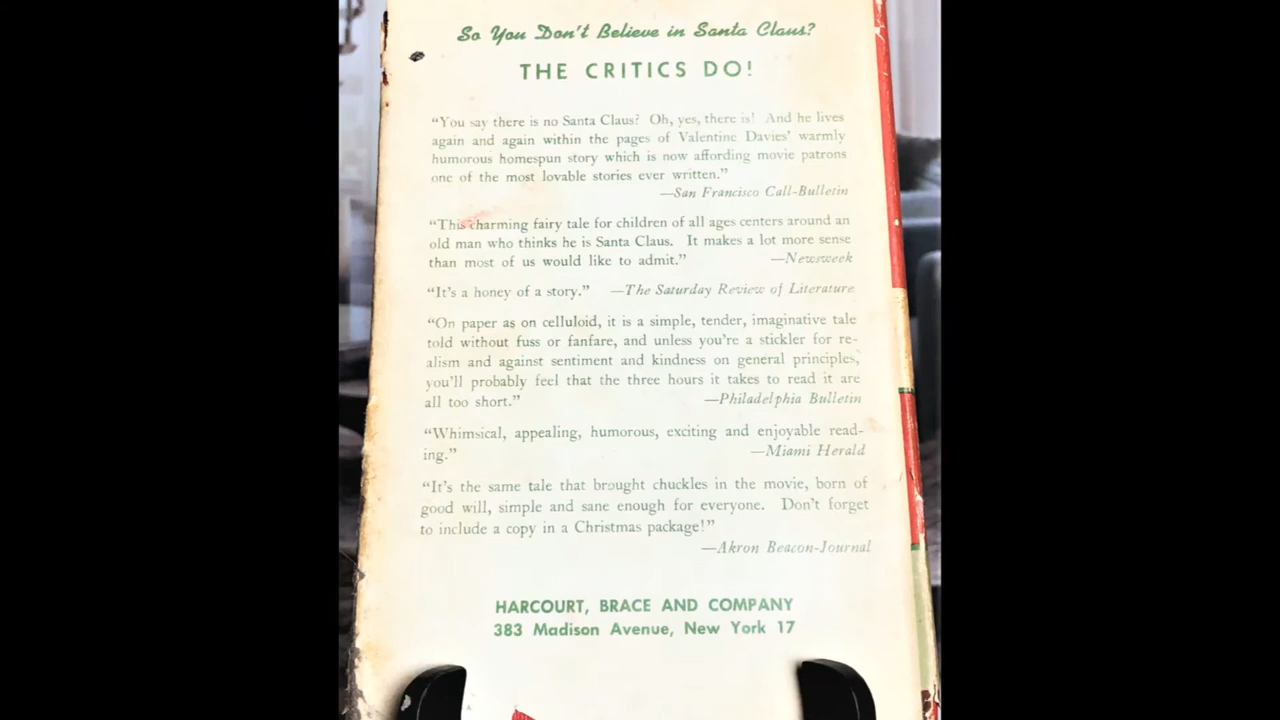 So You Don't Believe in Santa Claus?
THE CRITICS DO!
“You say there is no Santa Claus? Oh, yes, there is! And he lives
again and again within the pages of Valentine Davies’ warmly
humorous homespun story which is now affording movie patrons
one of the most lovable stories ever written.”
—San Francisco Call-Bulletin
“This charming fairy tale for children of all ages centers around an
old man who thinks he is Santa Claus. It makes a lot more sense
than most of us would like to admit.” —Newsweek
“It’s a honey of a story.” —The Saturday Review of Literature
“On paper as on celluloid, it is a simple, tender, imaginative tale
told without fuss or fanfare, and unless you’re a stickler for re-
alism and against sentiment and kindness on general principles,
you’ll probably feel that the three hours it takes to read it are
all too short.” —Philadelphia Bulletin
“Whimsical, appealing, humorous, exciting and enjoyable read-
ing.” —Miami Herald
“It’s the same tale that brought chuckles in the movie, born of
good will, simple and sane enough for everyone. Don’t forget
to include a copy in a Christmas package!”
—Akron Beacon-Journal
HARCOURT, BRACE AND COMPANY
383 Madison Avenue, New York 17